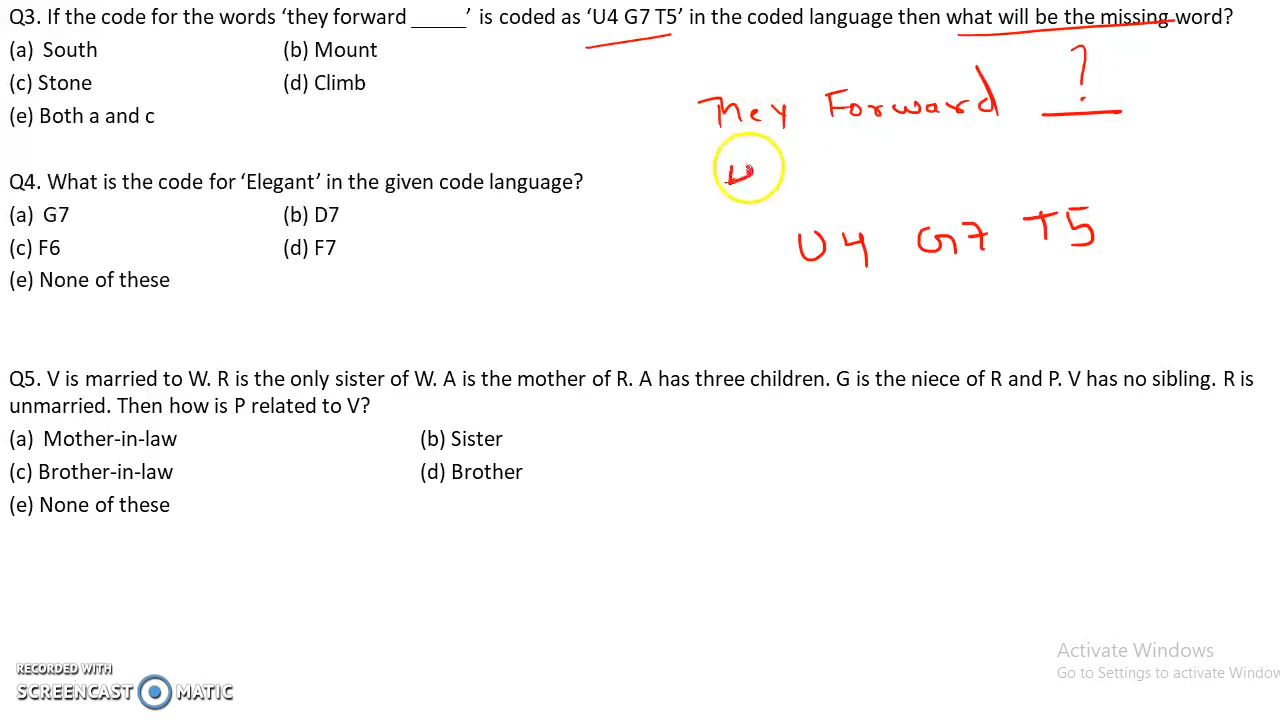 Q3. If the code for the words ‘they forward _____’ is coded as ‘U4 G7 T5’ in the coded language then what will be the missing word?
(a) South (b) Mount
(c) Stone (d) Climb
(e) Both a and c
They Forward ?
U4 G7 T5
Q4. What is the code for ‘Elegant’ in the given code language?
(a) G7 (b) D7
(c) F6 (d) F7
(e) None of these
Q5. V is married to W. R is the only sister of W. A is the mother of R. A has three children. G is the niece of R and P. V has no sibling. R is
unmarried. Then how is P related to V?
(a) Mother-in-law (b) Sister
(c) Brother-in-law (d) Brother
(e) None of these
Activate Windows
Go to Settings to activate Window
RECORDED WITH
SCREENCAST MATIC